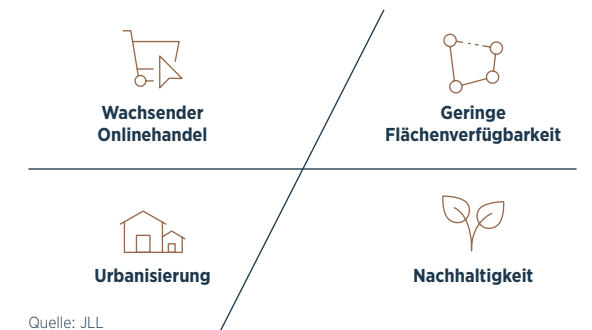 Wachsender
Onlinehandel
Geringe
Flächenverfügbarkeit
Urbanisierung
Nachhaltigkeit
Quelle: JLL